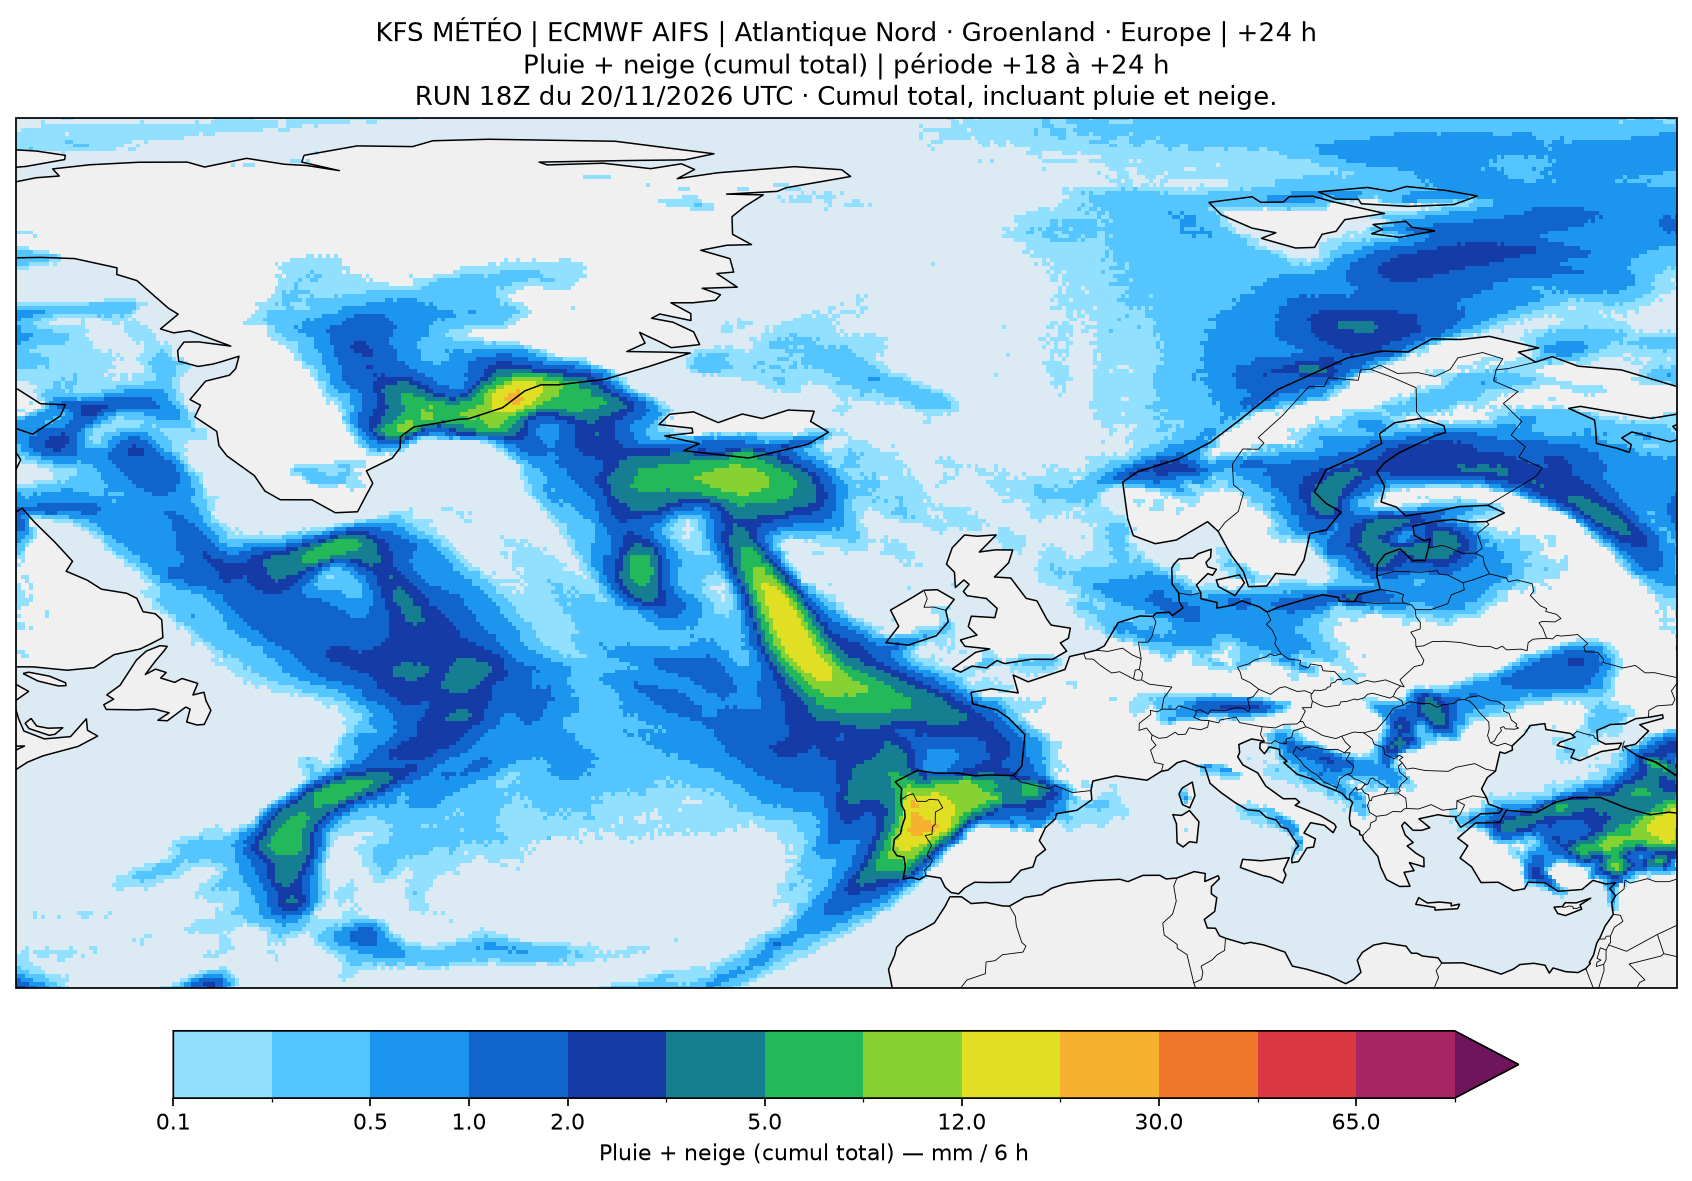 KFS MÉTÉO | ECMWF AIFS | Atlantique Nord · Groenland · Europe | +24 h
Pluie + neige (cumul total) | période +18 à +24 h
RUN 18Z du 20/11/2026 UTC · Cumul total, incluant pluie et neige.
0.1 0.5 1.0 2.0 5.0 12.0 30.0 65.0
Pluie + neige (cumul total) — mm / 6 h